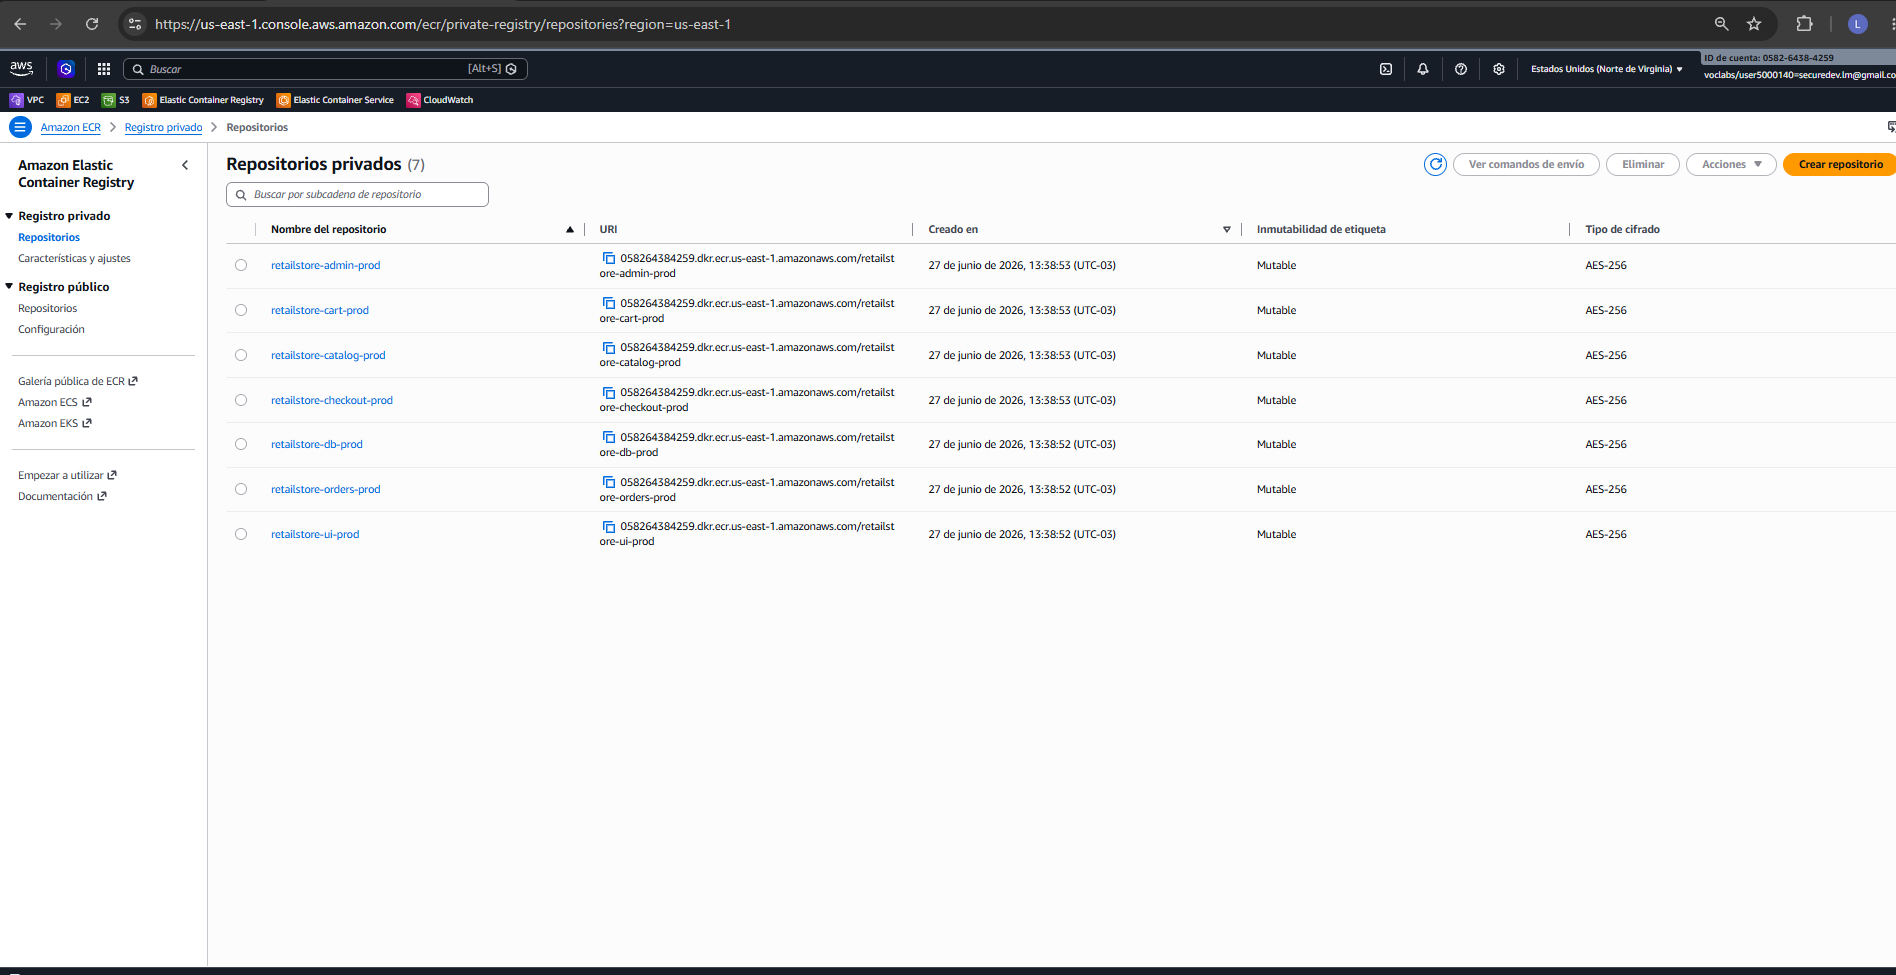 https://us-east-1.console.aws.amazon.com/ecr/private-registry/repositories?region=us-east-1
L
aws
Buscar
[Alt+S]
Estados Unidos (Norte de Virginia)
ID de cuenta: 0582-6438-4259
voclabs/user5000140=securedev.lm@gmail.co
VPC
EC2
S3
Elastic Container Registry
Elastic Container Service
CloudWatch
Amazon ECR
Registro privado
Repositorios
Amazon Elastic
Container Registry
Registro privado
Repositorios
Características y ajustes
Registro público
Repositorios
Configuración
Galería pública de ECR
Amazon ECS
Amazon EKS
Empezar a utilizar
Documentación
Repositorios privados (7)
Ver comandos de envío
Eliminar
Acciones
Crear repositorio
Buscar por subcadena de repositorio
Nombre del repositorio URI Creado en Inmutabilidad de etiqueta Tipo de cifrado
retailstore-admin-prod
058264384259.dkr.ecr.us-east-1.amazonaws.com/retailst
ore-admin-prod
27 de junio de 2026, 13:38:53 (UTC-03)
Mutable
AES-256
retailstore-cart-prod
058264384259.dkr.ecr.us-east-1.amazonaws.com/retailst
ore-cart-prod
27 de junio de 2026, 13:38:53 (UTC-03)
Mutable
AES-256
retailstore-catalog-prod
058264384259.dkr.ecr.us-east-1.amazonaws.com/retailst
ore-catalog-prod
27 de junio de 2026, 13:38:53 (UTC-03)
Mutable
AES-256
retailstore-checkout-prod
058264384259.dkr.ecr.us-east-1.amazonaws.com/retailst
ore-checkout-prod
27 de junio de 2026, 13:38:53 (UTC-03)
Mutable
AES-256
retailstore-db-prod
058264384259.dkr.ecr.us-east-1.amazonaws.com/retailst
ore-db-prod
27 de junio de 2026, 13:38:52 (UTC-03)
Mutable
AES-256
retailstore-orders-prod
058264384259.dkr.ecr.us-east-1.amazonaws.com/retailst
ore-orders-prod
27 de junio de 2026, 13:38:52 (UTC-03)
Mutable
AES-256
retailstore-ui-prod
058264384259.dkr.ecr.us-east-1.amazonaws.com/retailst
ore-ui-prod
27 de junio de 2026, 13:38:52 (UTC-03)
Mutable
AES-256